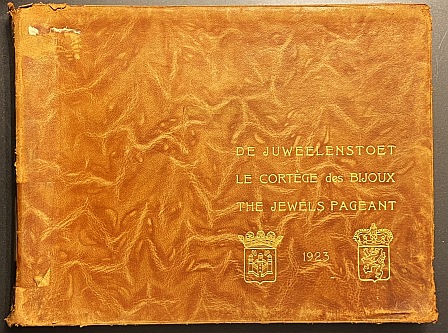 DE JUWEELENSTOET
LE CORTÈGE des BIJOUX
THE JEWELS PAGEANT
1923